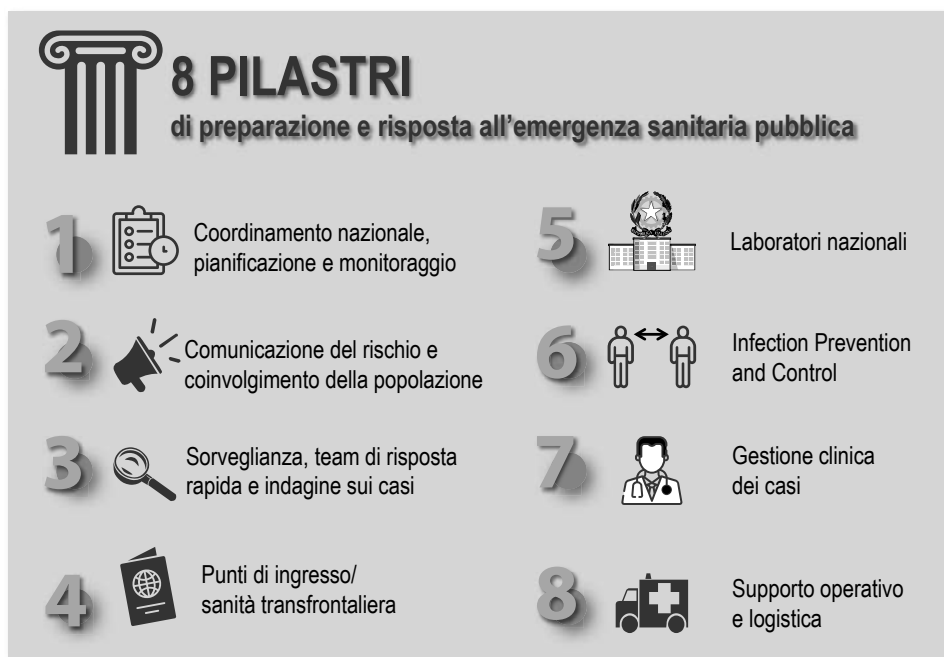 8 PILASTRI
di preparazione e risposta all'emergenza sanitaria pubblica
1
Coordinamento nazionale,
pianificazione e monitoraggio
2
Comunicazione del rischio e
coinvolgimento della popolazione
3
Sorveglianza, team di risposta
rapida e indagine sui casi
4
Punti di ingresso/
sanità transfrontaliera
5
Laboratori nazionali
6
Infection Prevention
and Control
7
Gestione clinica
dei casi
8
Supporto operativo
e logistica